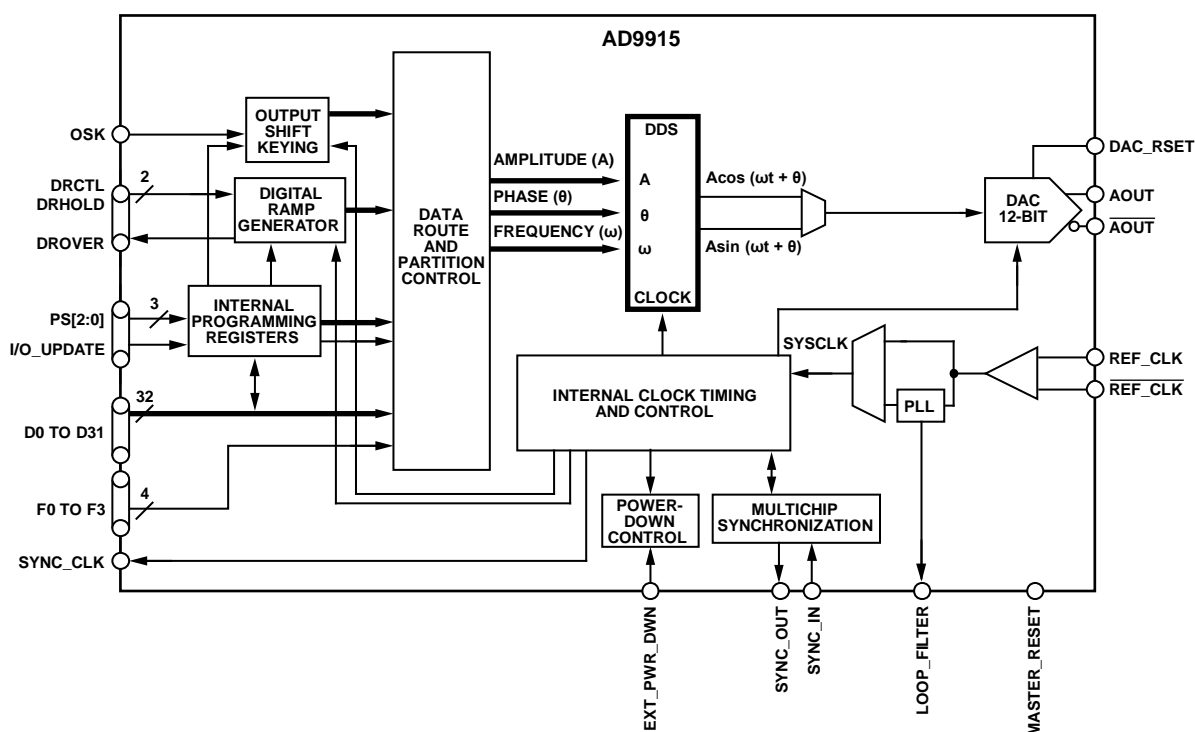 AD9915
OSK
DRCTL
DRHOLD
2
DROVER
PS[2:0]
3
I/O_UPDATE
32
D0 TO D31
4
F0 TO F3
SYNC_CLK
OUTPUT
SHIFT
KEYING
DIGITAL
RAMP
GENERATOR
INTERNAL
PROGRAMMING
REGISTERS
DATA
ROUTE
AND
PARTITION
CONTROL
AMPLITUDE (A)
PHASE (θ)
FREQUENCY (ω)
DDS
A
θ
ω
CLOCK
Acos (ωt + θ)
Asin (ωt + θ)
DAC
12-BIT
DAC_RSET
AOUT
AOUT
SYSCLK
PLL
REF_CLK
REF_CLK
INTERNAL CLOCK TIMING
AND CONTROL
POWER-
DOWN
CONTROL
MULTICHIP
SYNCHRONIZATION
EXT_PWR_DWN
SYNC_OUT
SYNC_IN
LOOP_FILTER
MASTER_RESET